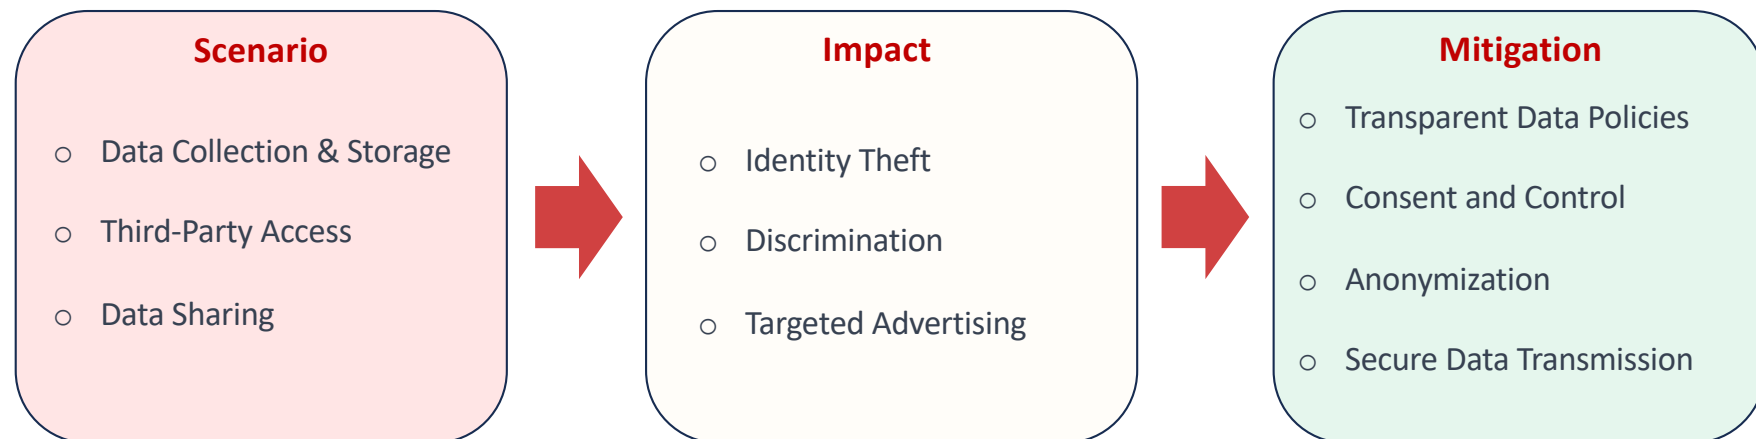 Scenario
○ Data Collection & Storage
○ Third-Party Access
○ Data Sharing
Impact
○ Identity Theft
○ Discrimination
○ Targeted Advertising
Mitigation
○ Transparent Data Policies
○ Consent and Control
○ Anonymization
○ Secure Data Transmission